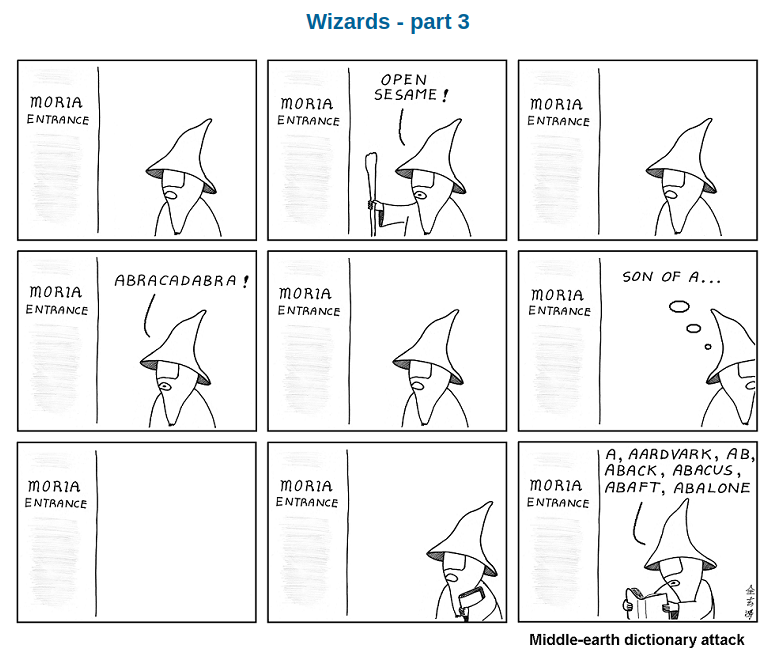 Wizards - part 3
MORIA
ENTRANCE
MORIA
ENTRANCE
OPEN
SESAME!
MORIA
ENTRANCE
MORIA
ENTRANCE
ABRACADABRA!
MORIA
ENTRANCE
MORIA
ENTRANCE
SON OF A...
MORIA
ENTRANCE
MORIA
ENTRANCE
MORIA
ENTRANCE
A, AARDVARK, AB,
ABACK, ABACUS,
ABAFT, ABALONE
Middle-earth dictionary attack